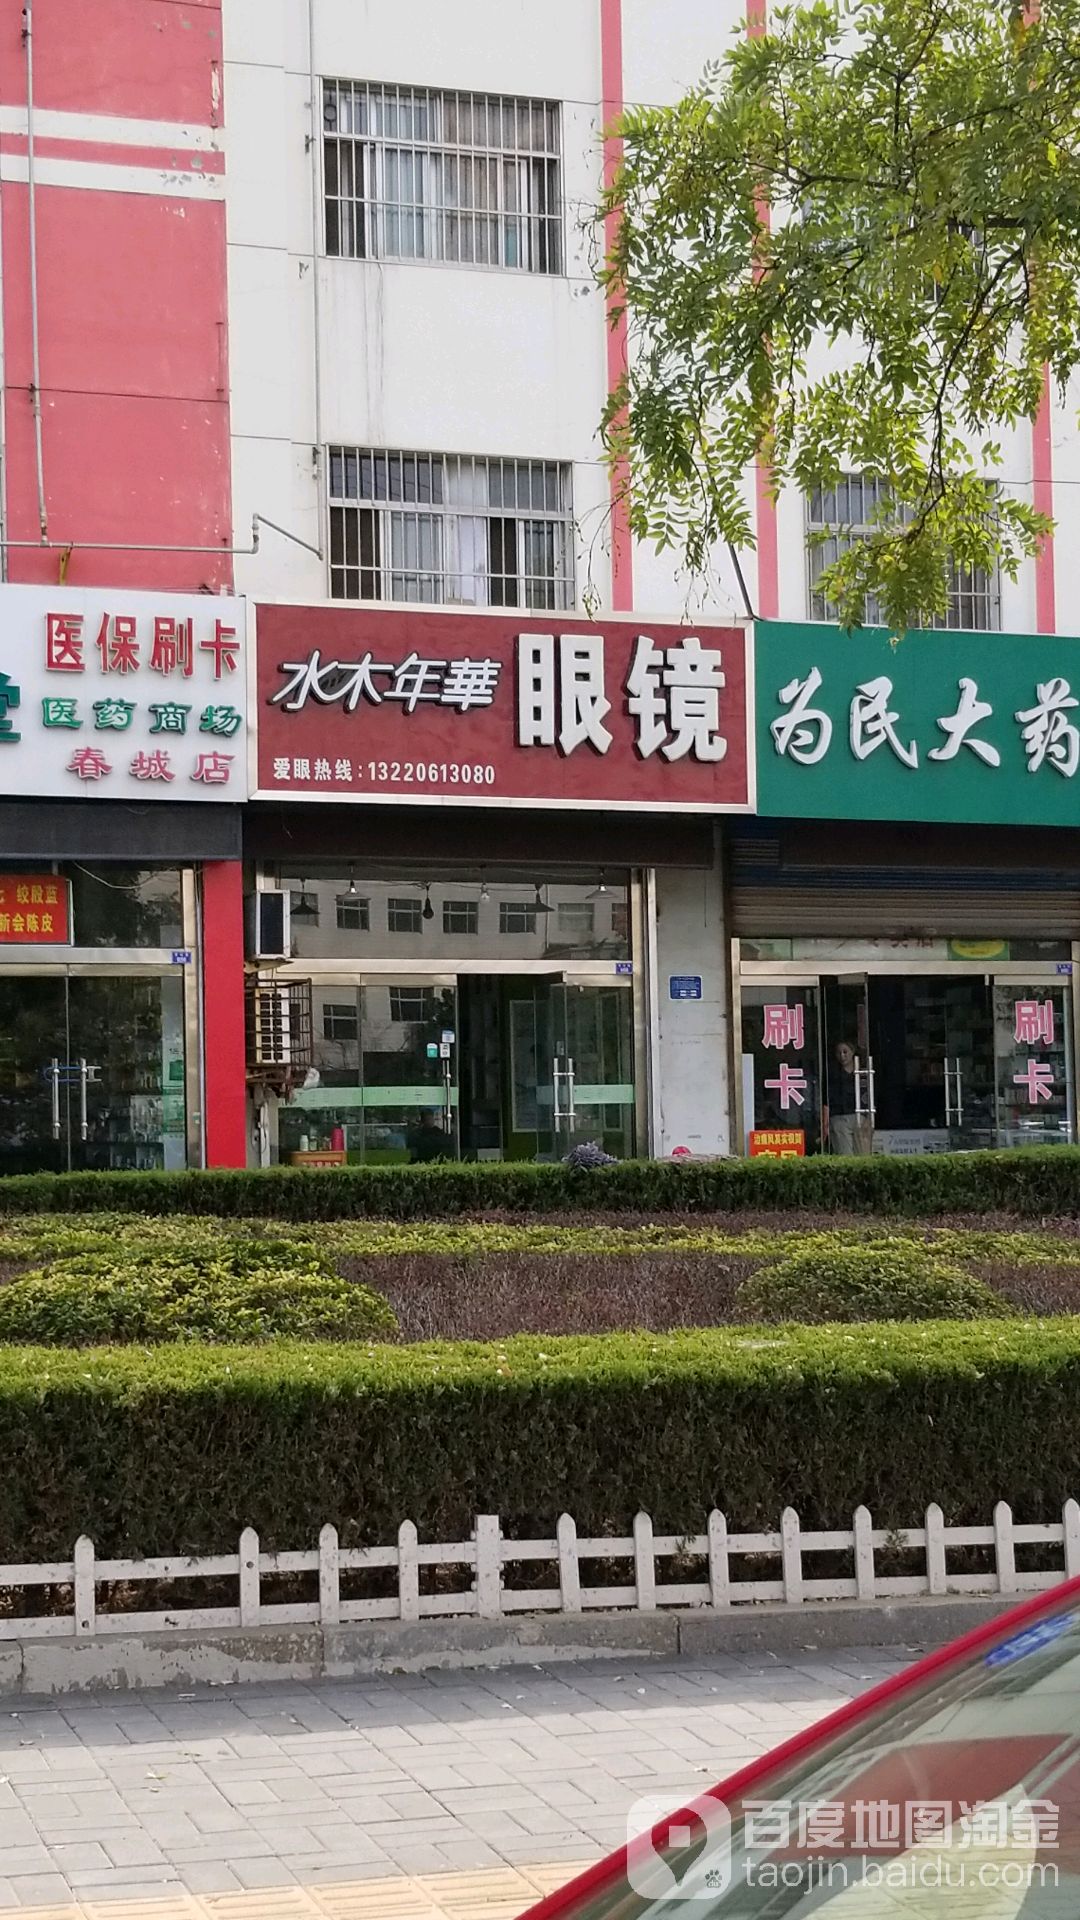 医保刷卡
医药商场
春城店
水木年華 眼镜
爱眼热线:13220613080
为民大药
绞股蓝
新会陈皮
刷卡
刷卡
百度地图淘金
taojin.baidu.com